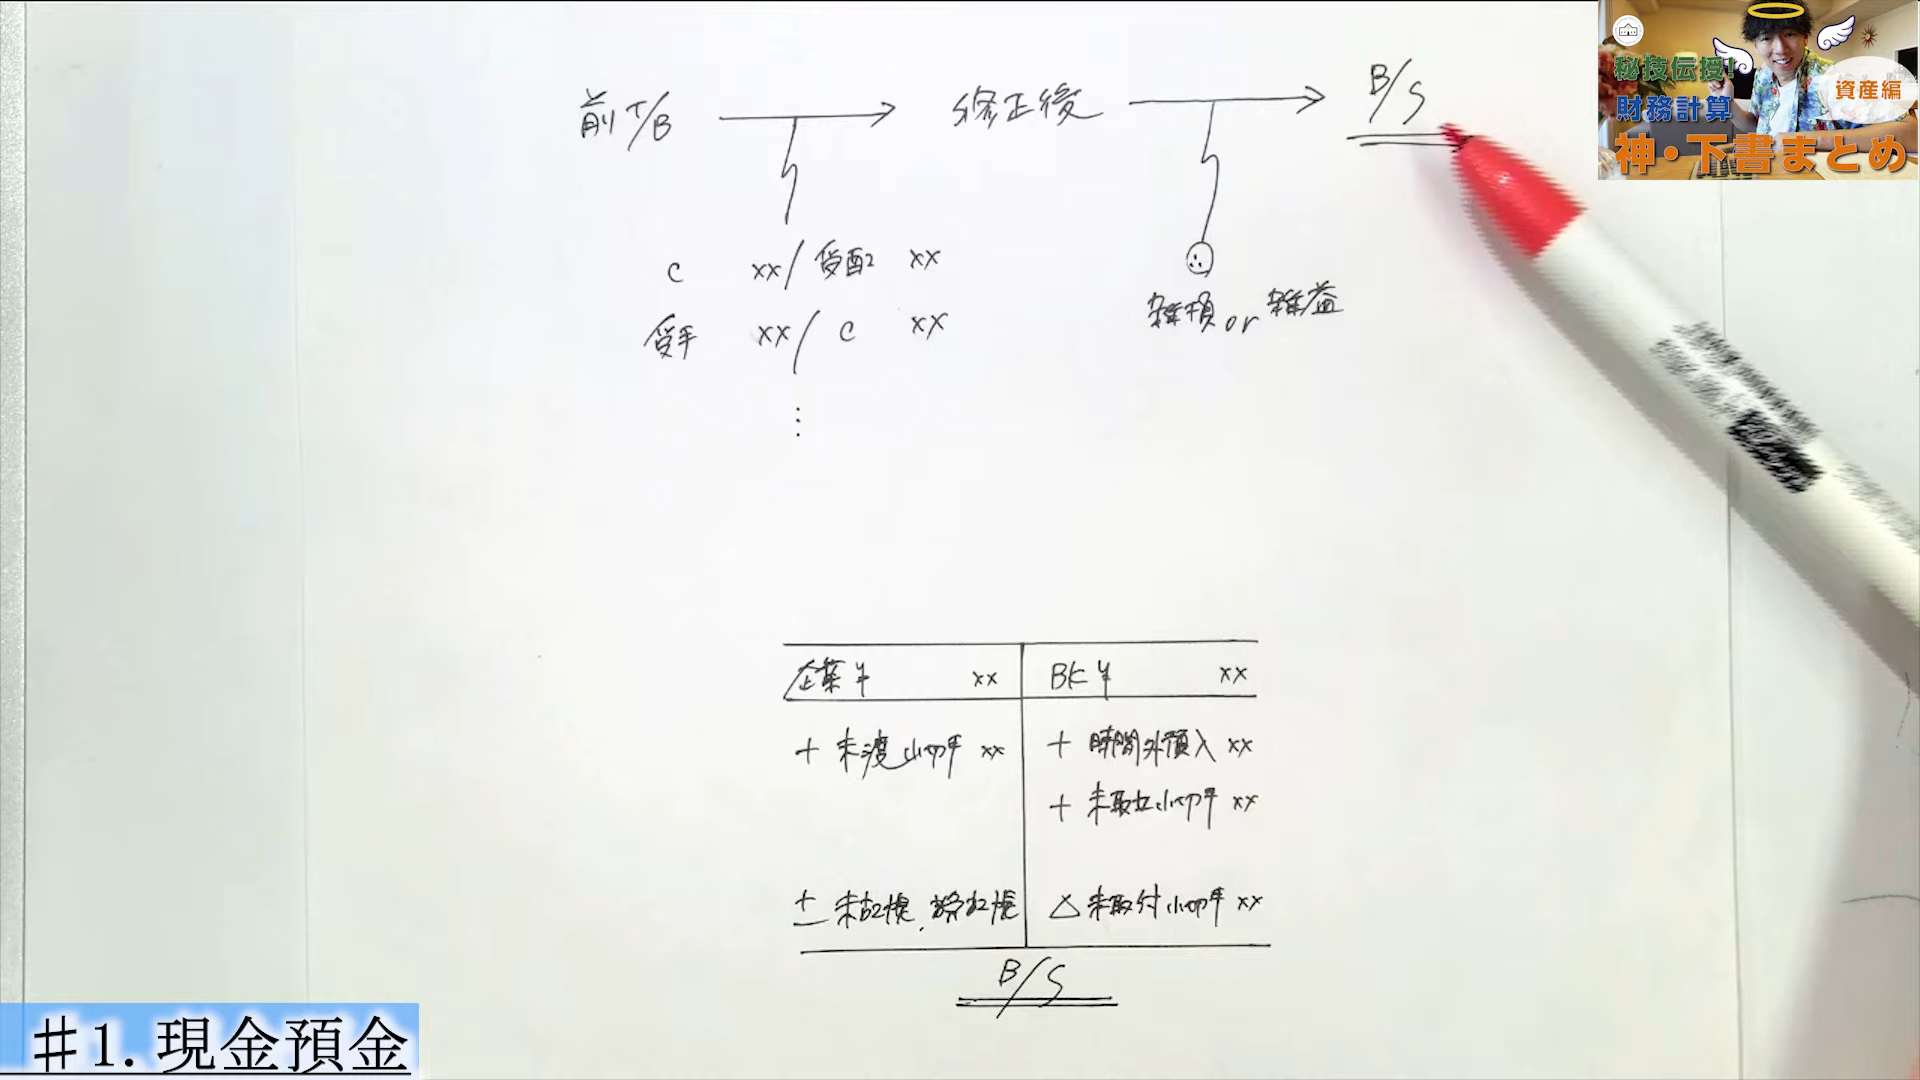 前T/B 修正後 B/S
C xx / 受配 xx
受手 xx / C xx
⋮
雑損 or 雑益
企業¥ xx BK¥ xx
+ 未渡小切手 xx + 時間外預入 xx
+ 未取立小切手 xx
± 未記帳、誤記帳 △ 未取付小切手 xx
B/S
#1.現金預金
秘技伝授!
財務計算
資産編
神・下書まとめ